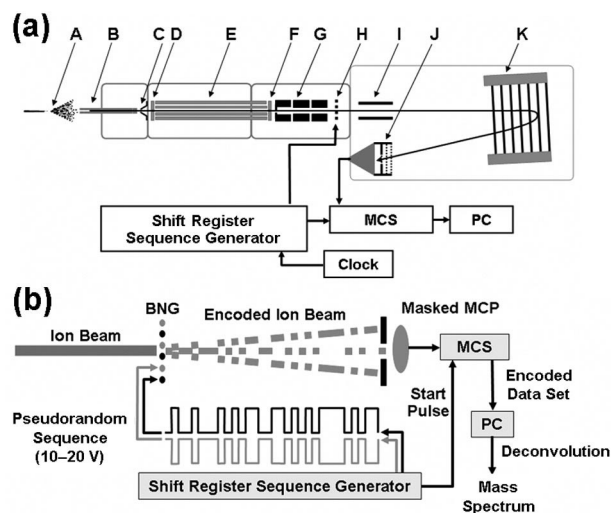 (a)
A B C D E F G H I J K
Shift Register
Sequence Generator
MCS
PC
Clock
(b)
BNG
Encoded Ion Beam
Masked MCP
Ion Beam
MCS
Encoded
Data Set
Start
Pulse
Pseudorandom
Sequence
(10–20 V)
PC
Deconvolution
Shift Register Sequence Generator
Mass
Spectrum